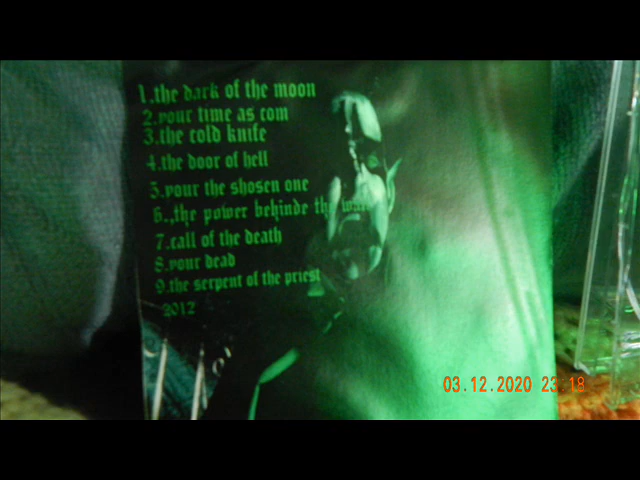 1.the dark of the moon
2.your time as com
3.the cold knife
4.the door of hell
5.your the shosen one
6.,the power behinde the wall
7.call of the death
8.your dead
9.the serpent of the priest
2012
03.12.2020 23:18